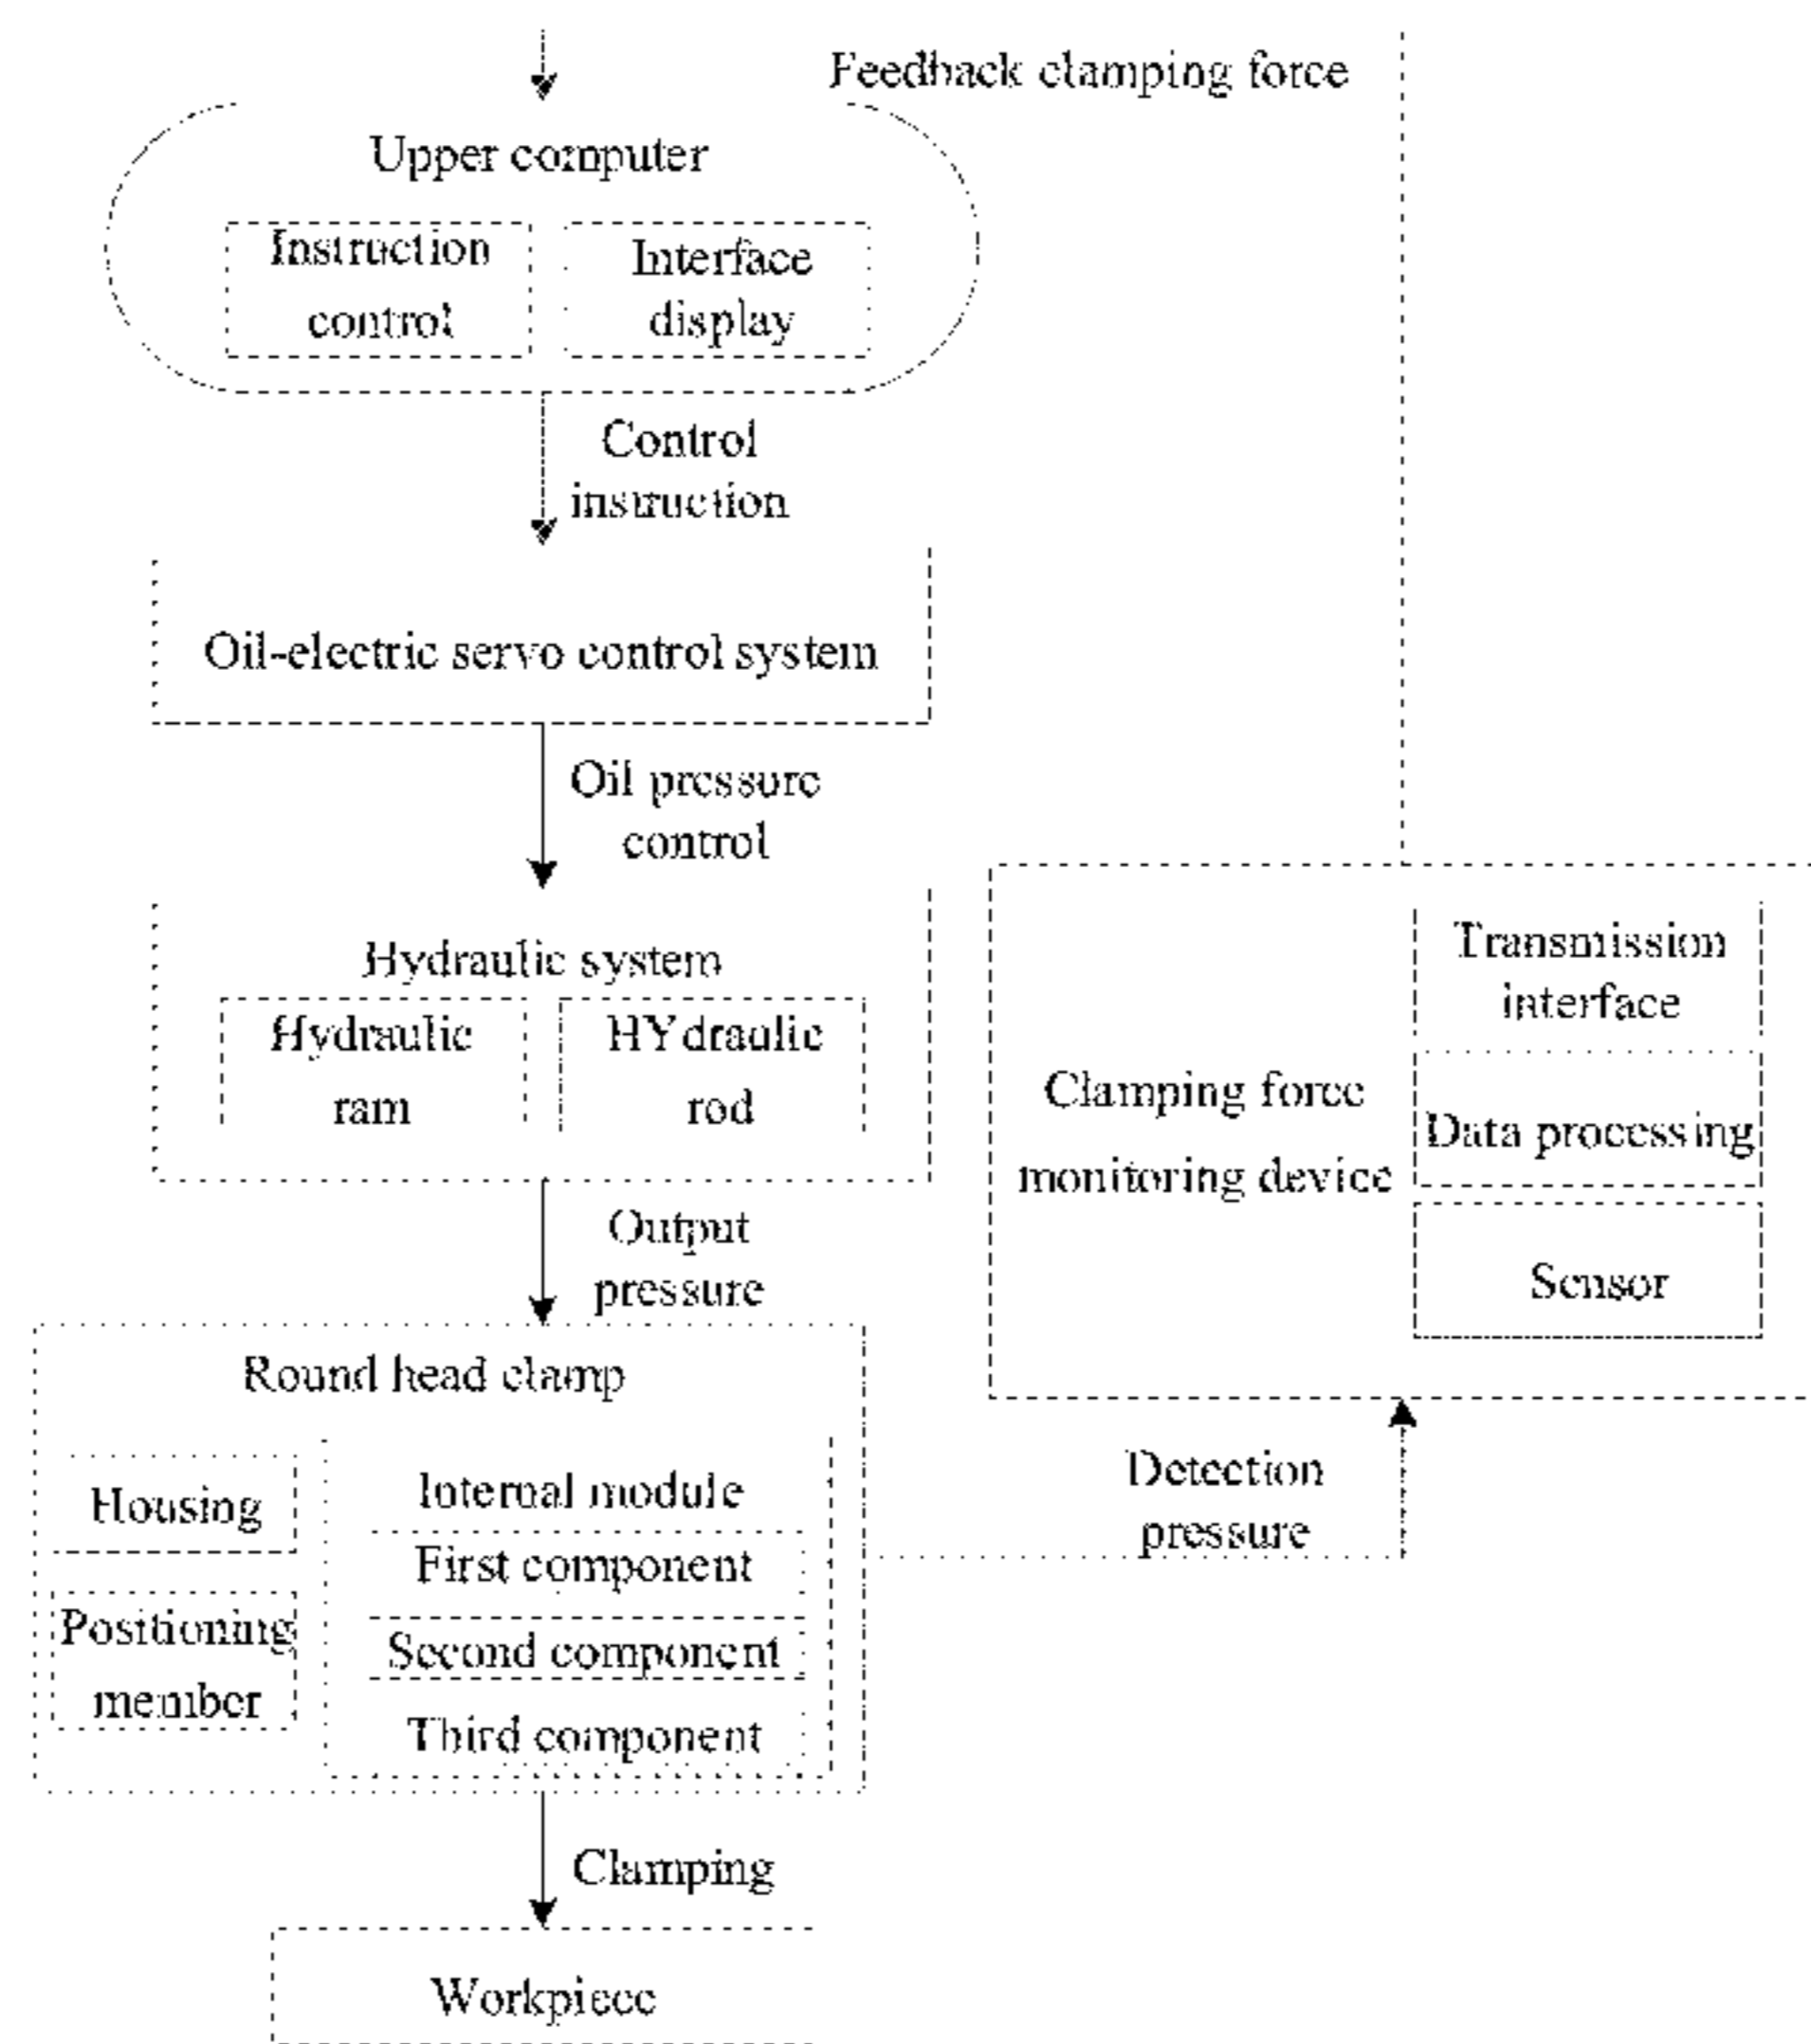 Feedback clamping force
Upper computer
Instruction
control
Interface
display
Control
instruction
Oil-electric servo control system
Oil pressure
control
Hydraulic system
Hydraulic
ram
HYdraulic
rod
Output
pressure
Transmission
interface
Clamping force
monitoring device
Data processing
Sensor
Round head clamp
Housing
Positioning
member
Internal module
First component
Second component
Third component
Detection
pressure
Clamping
Workpiece